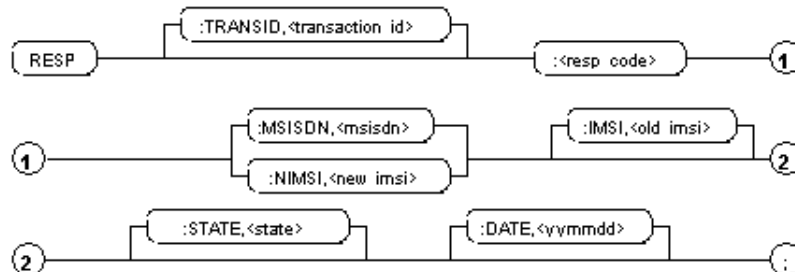 :TRANSID,<transaction id>
RESP
:<resp code>
1
:MSISDN,<msisdn>
:IMSI,<old imsi>
1
2
:NIMSI,<new imsi>
:STATE,<state>
:DATE,<yymmdd>
2
;